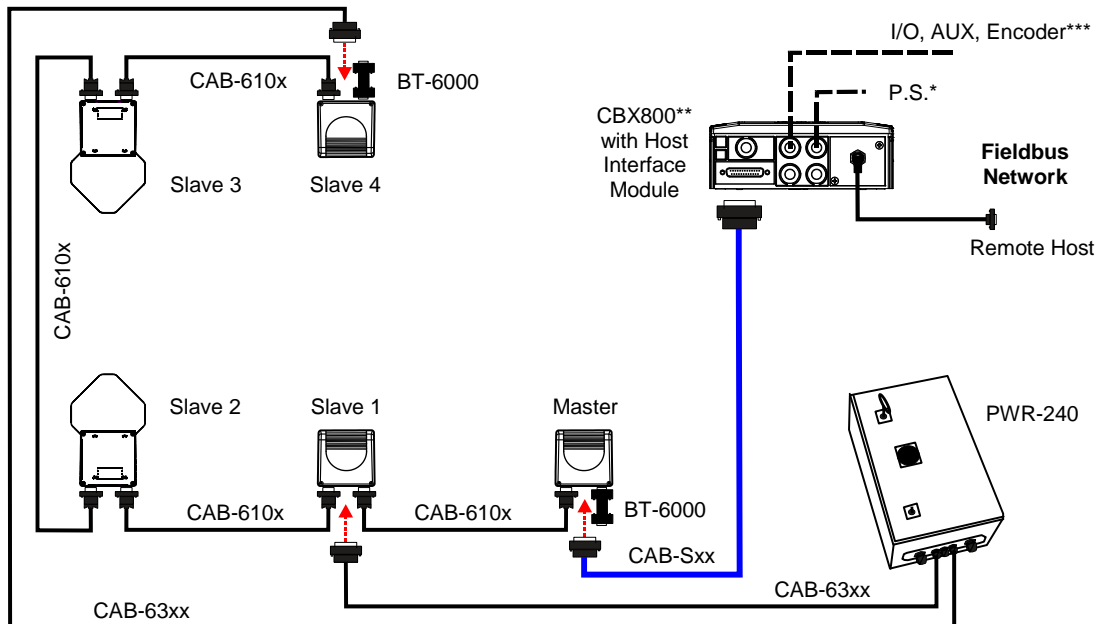 I/O, AUX, Encoder***
CAB-610x
BT-6000
P.S.*
CBX800**
with Host
Interface
Module
Fieldbus
Network
Slave 3
Slave 4
Remote Host
CAB-610x
Slave 2
Slave 1
Master
PWR-240
CAB-610x
CAB-610x
BT-6000
CAB-Sxx
CAB-63xx
CAB-63xx